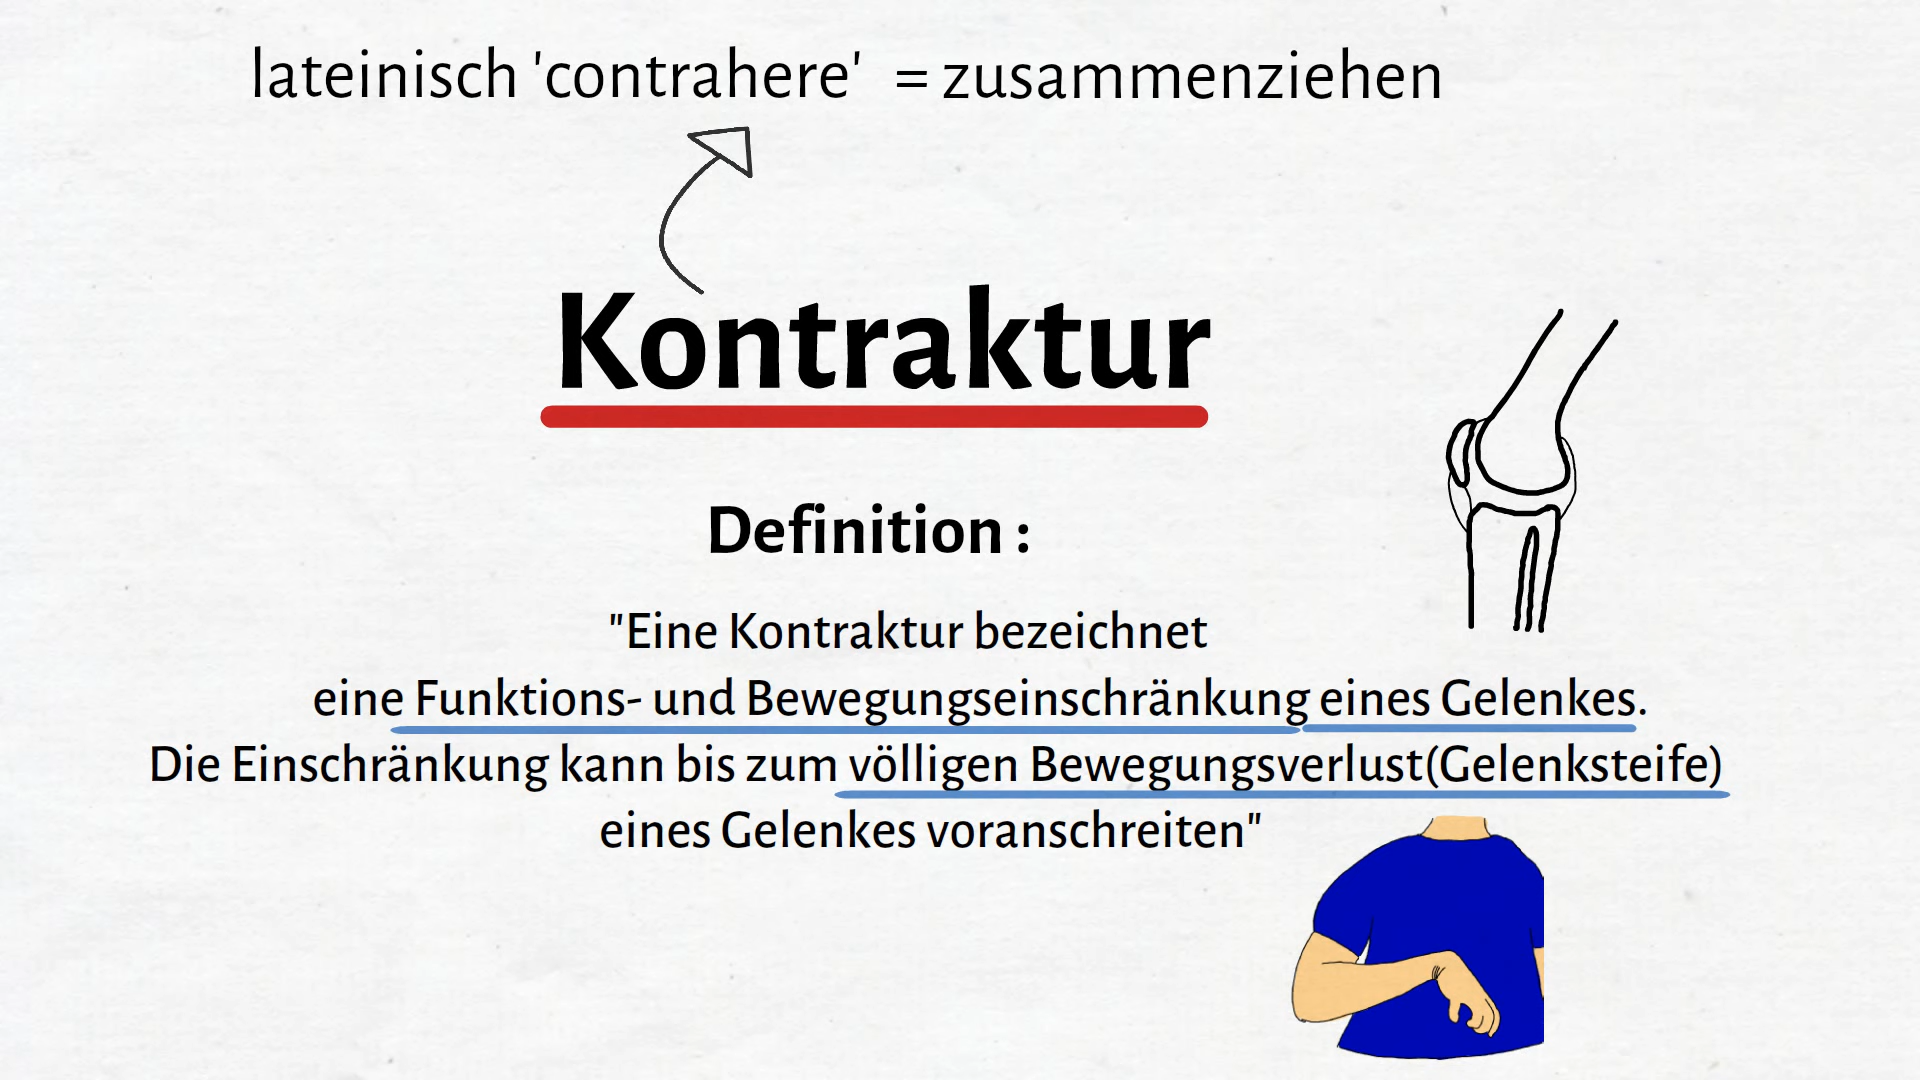 lateinisch 'contrahere' = zusammenziehen
Kontraktur
Definition :
"Eine Kontraktur bezeichnet
eine Funktions- und Bewegungseinschränkung eines Gelenkes.
Die Einschränkung kann bis zum völligen Bewegungsverlust(Gelenksteife)
eines Gelenkes voranschreiten"